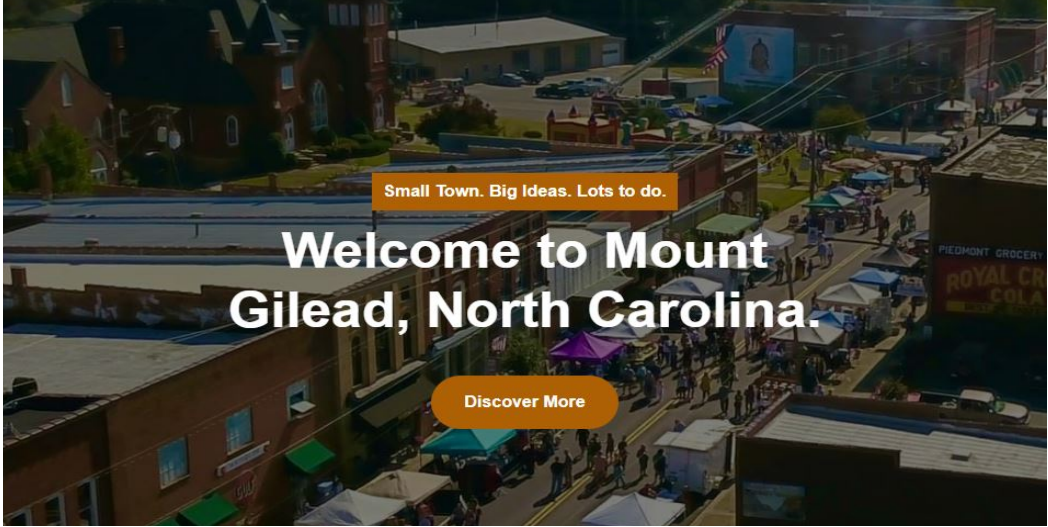 Small Town. Big Ideas. Lots to do.
Welcome to Mount
Gilead, North Carolina.
PIEDMONT GROCERY
ROYAL CR
COLA
Discover More